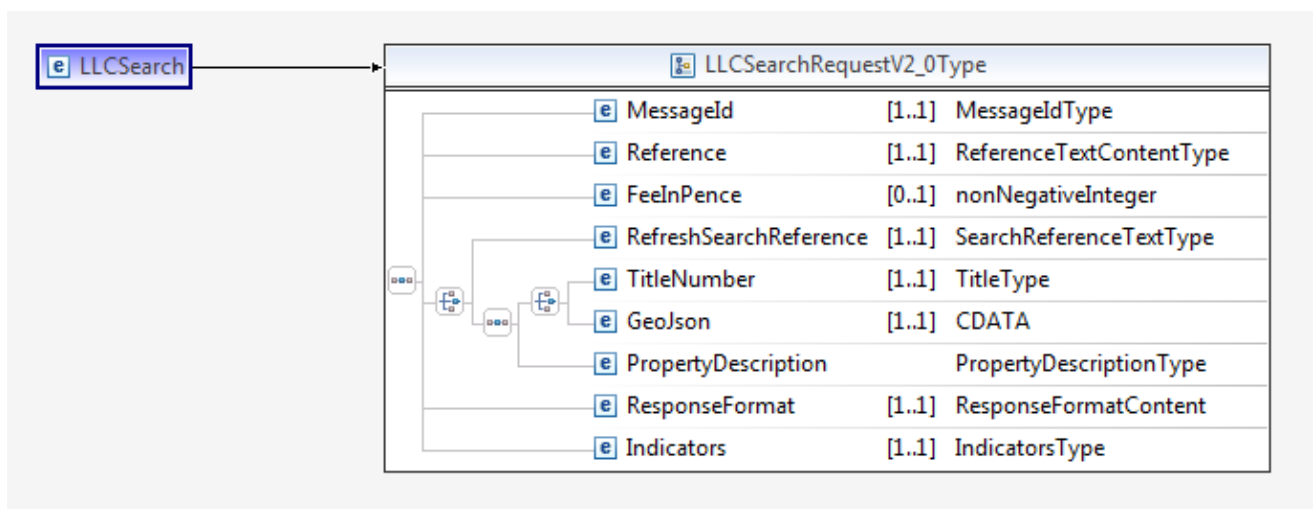 e LLCSearch
LLCSearchRequestV2_0Type
e MessageId [1..1] MessageIdType
e Reference [1..1] ReferenceTextContentType
e FeeInPence [0..1] nonNegativeInteger
e RefreshSearchReference [1..1] SearchReferenceTextType
e TitleNumber [1..1] TitleType
e GeoJson [1..1] CDATA
e PropertyDescription PropertyDescriptionType
e ResponseFormat [1..1] ResponseFormatContent
e Indicators [1..1] IndicatorsType